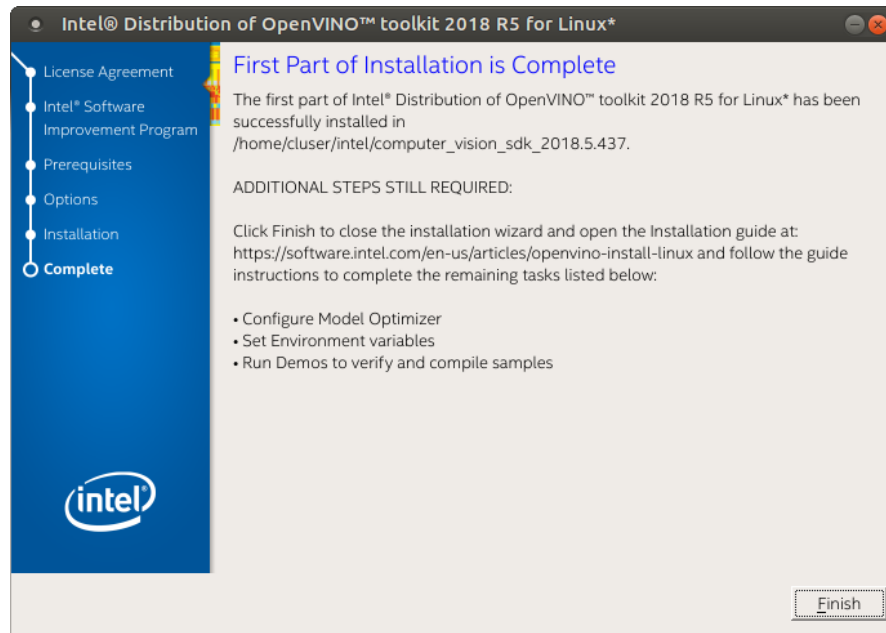 Intel® Distribution of OpenVINO™ toolkit 2018 R5 for Linux*
License Agreement
Intel® Software
Improvement Program
Prerequisites
Options
Installation
Complete
First Part of Installation is Complete
The first part of Intel® Distribution of OpenVINO™ toolkit 2018 R5 for Linux* has been
successfully installed in
/home/cluser/intel/computer_vision_sdk_2018.5.437.
ADDITIONAL STEPS STILL REQUIRED:
Click Finish to close the installation wizard and open the Installation guide at:
https://software.intel.com/en-us/articles/openvino-install-linux and follow the guide
instructions to complete the remaining tasks listed below:
• Configure Model Optimizer
• Set Environment variables
• Run Demos to verify and compile samples
intel®
Finish